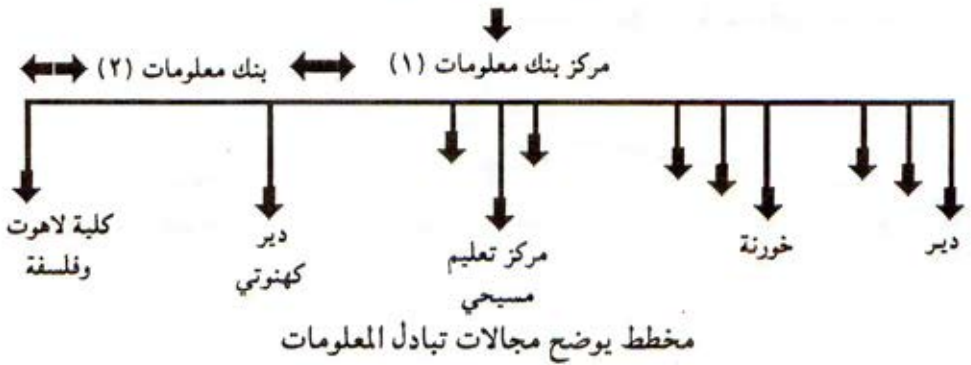 مركز بنك معلومات (١)
بنك معلومات (٢)
دير
خورنة
مركز تعليم
مسيحي
دير
كهنوتي
كلية لاهوت
وفلسفة
مخطط يوضح مجالات تبادل المعلومات